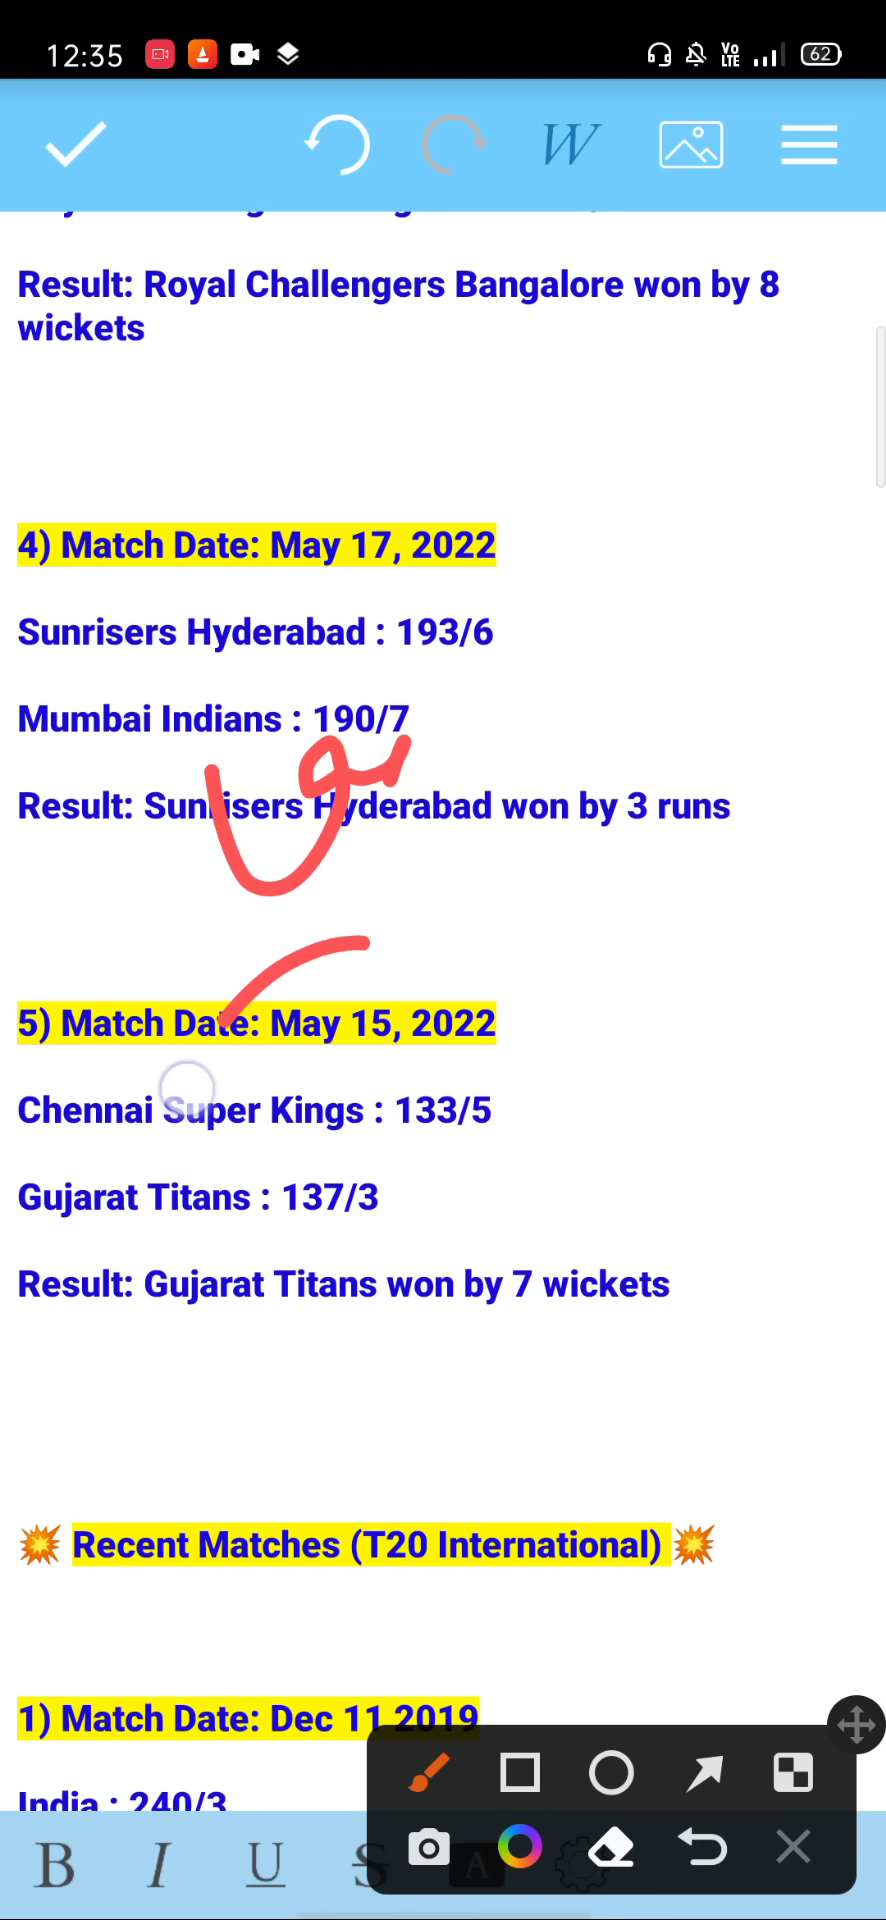 12:35
Vo
LTE
62
W
Result: Royal Challengers Bangalore won by 8
wickets
4) Match Date: May 17, 2022
Sunrisers Hyderabad : 193/6
Mumbai Indians : 190/7
Result: Sunrisers Hyderabad won by 3 runs
5) Match Date: May 15, 2022
Chennai Super Kings : 133/5
Gujarat Titans : 137/3
Result: Gujarat Titans won by 7 wickets
💥 Recent Matches (T20 International) 💥
1) Match Date: Dec 11 2019
India : 240/3
B I U S A